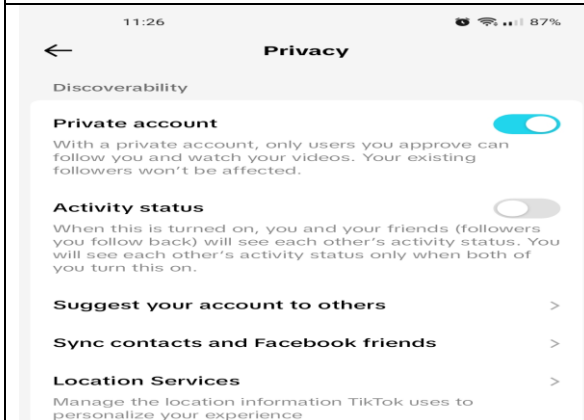 11:26 87%
Privacy
Discoverability
Private account
With a private account, only users you approve can
follow you and watch your videos. Your existing
followers won't be affected.
Activity status
When this is turned on, you and your friends (followers
you follow back) will see each other's activity status. You
will see each other's activity status only when both of
you turn this on.
Suggest your account to others
Sync contacts and Facebook friends
Location Services
Manage the location information TikTok uses to
personalize your experience